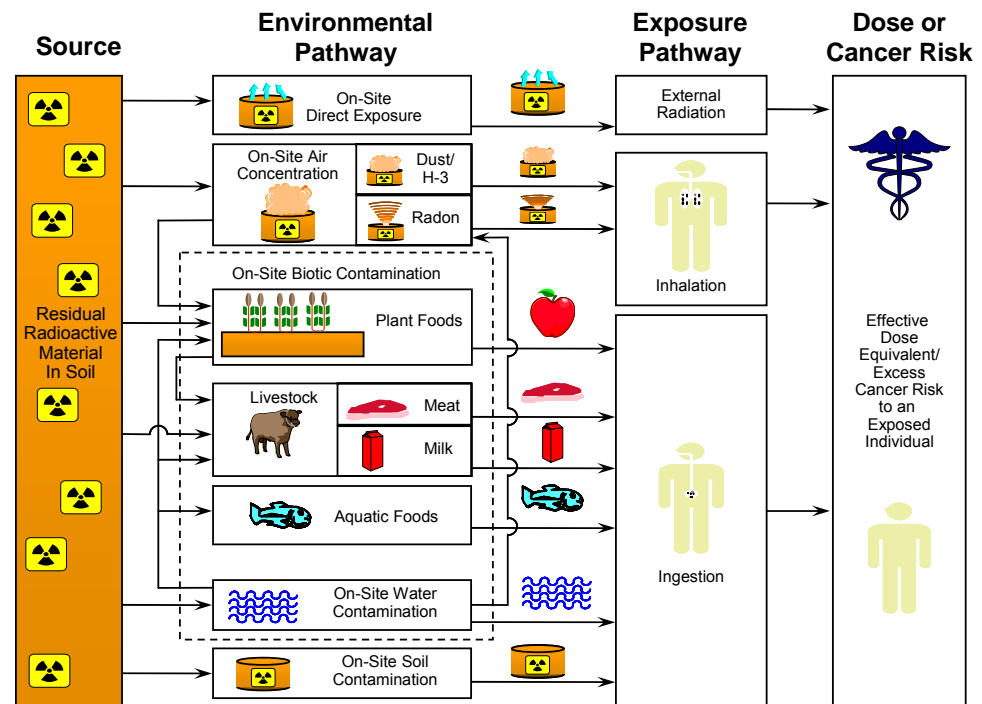 Source
Environmental
Pathway
Exposure
Pathway
Dose or
Cancer Risk
Residual
Radioactive
Material
In Soil
On-Site
Direct Exposure
On-Site Air
Concentration
Dust/
H-3
Radon
On-Site Biotic Contamination
Plant Foods
Livestock
Meat
Milk
Aquatic Foods
On-Site Water
Contamination
On-Site Soil
Contamination
External
Radiation
Inhalation
Ingestion
Effective
Dose
Equivalent/
Excess
Cancer Risk
to an
Exposed
Individual